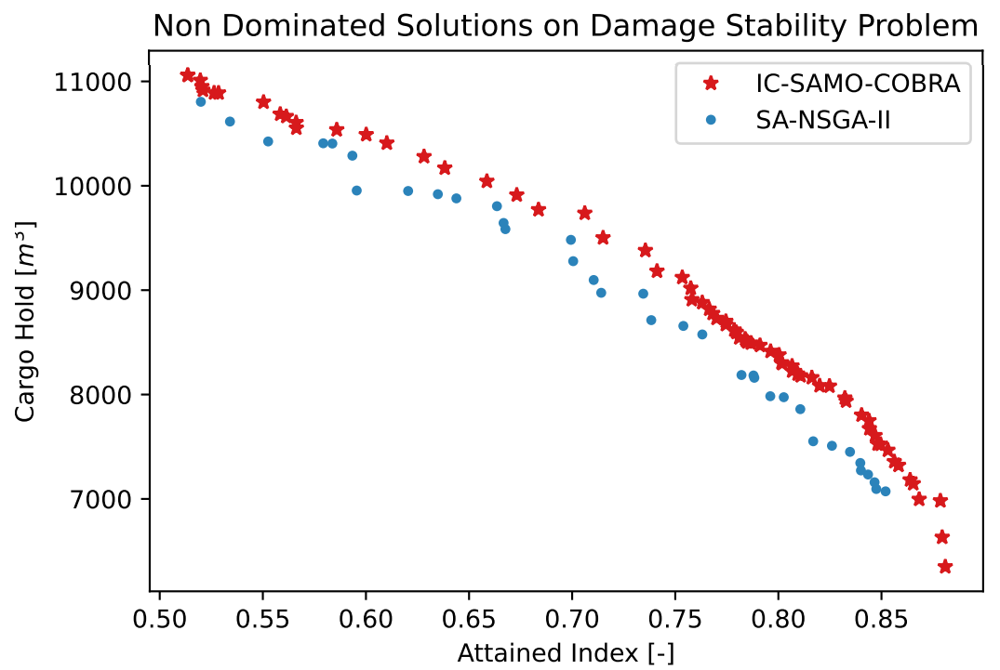 Non Dominated Solutions on Damage Stability Problem
IC-SAMO-COBRA
SA-NSGA-II
11000
10000
9000
8000
7000
Cargo Hold [m³]
0.50 0.55 0.60 0.65 0.70 0.75 0.80 0.85
Attained Index [-]